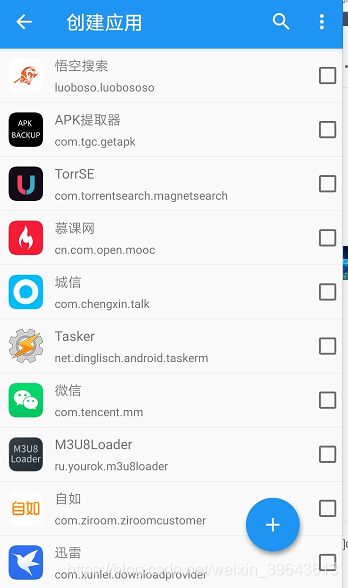 创建应用
悟空搜索
luoboso.luobososo
APK
BACKUP
APK提取器
com.tgc.getapk
TorrSE
com.torrentsearch.magnetsearch
慕课网
cn.com.open.mooc
城信
com.chengxin.talk
Tasker
net.dinglisch.android.taskerm
微信
com.tencent.mm
M3U8
Loader
M3U8Loader
ru.yourok.m3u8loader
自如
自如
com.ziroom.ziroomcustomer
迅雷
com.xunlei.downloadprovider
https://blog.csdn.net/weixin_39643613